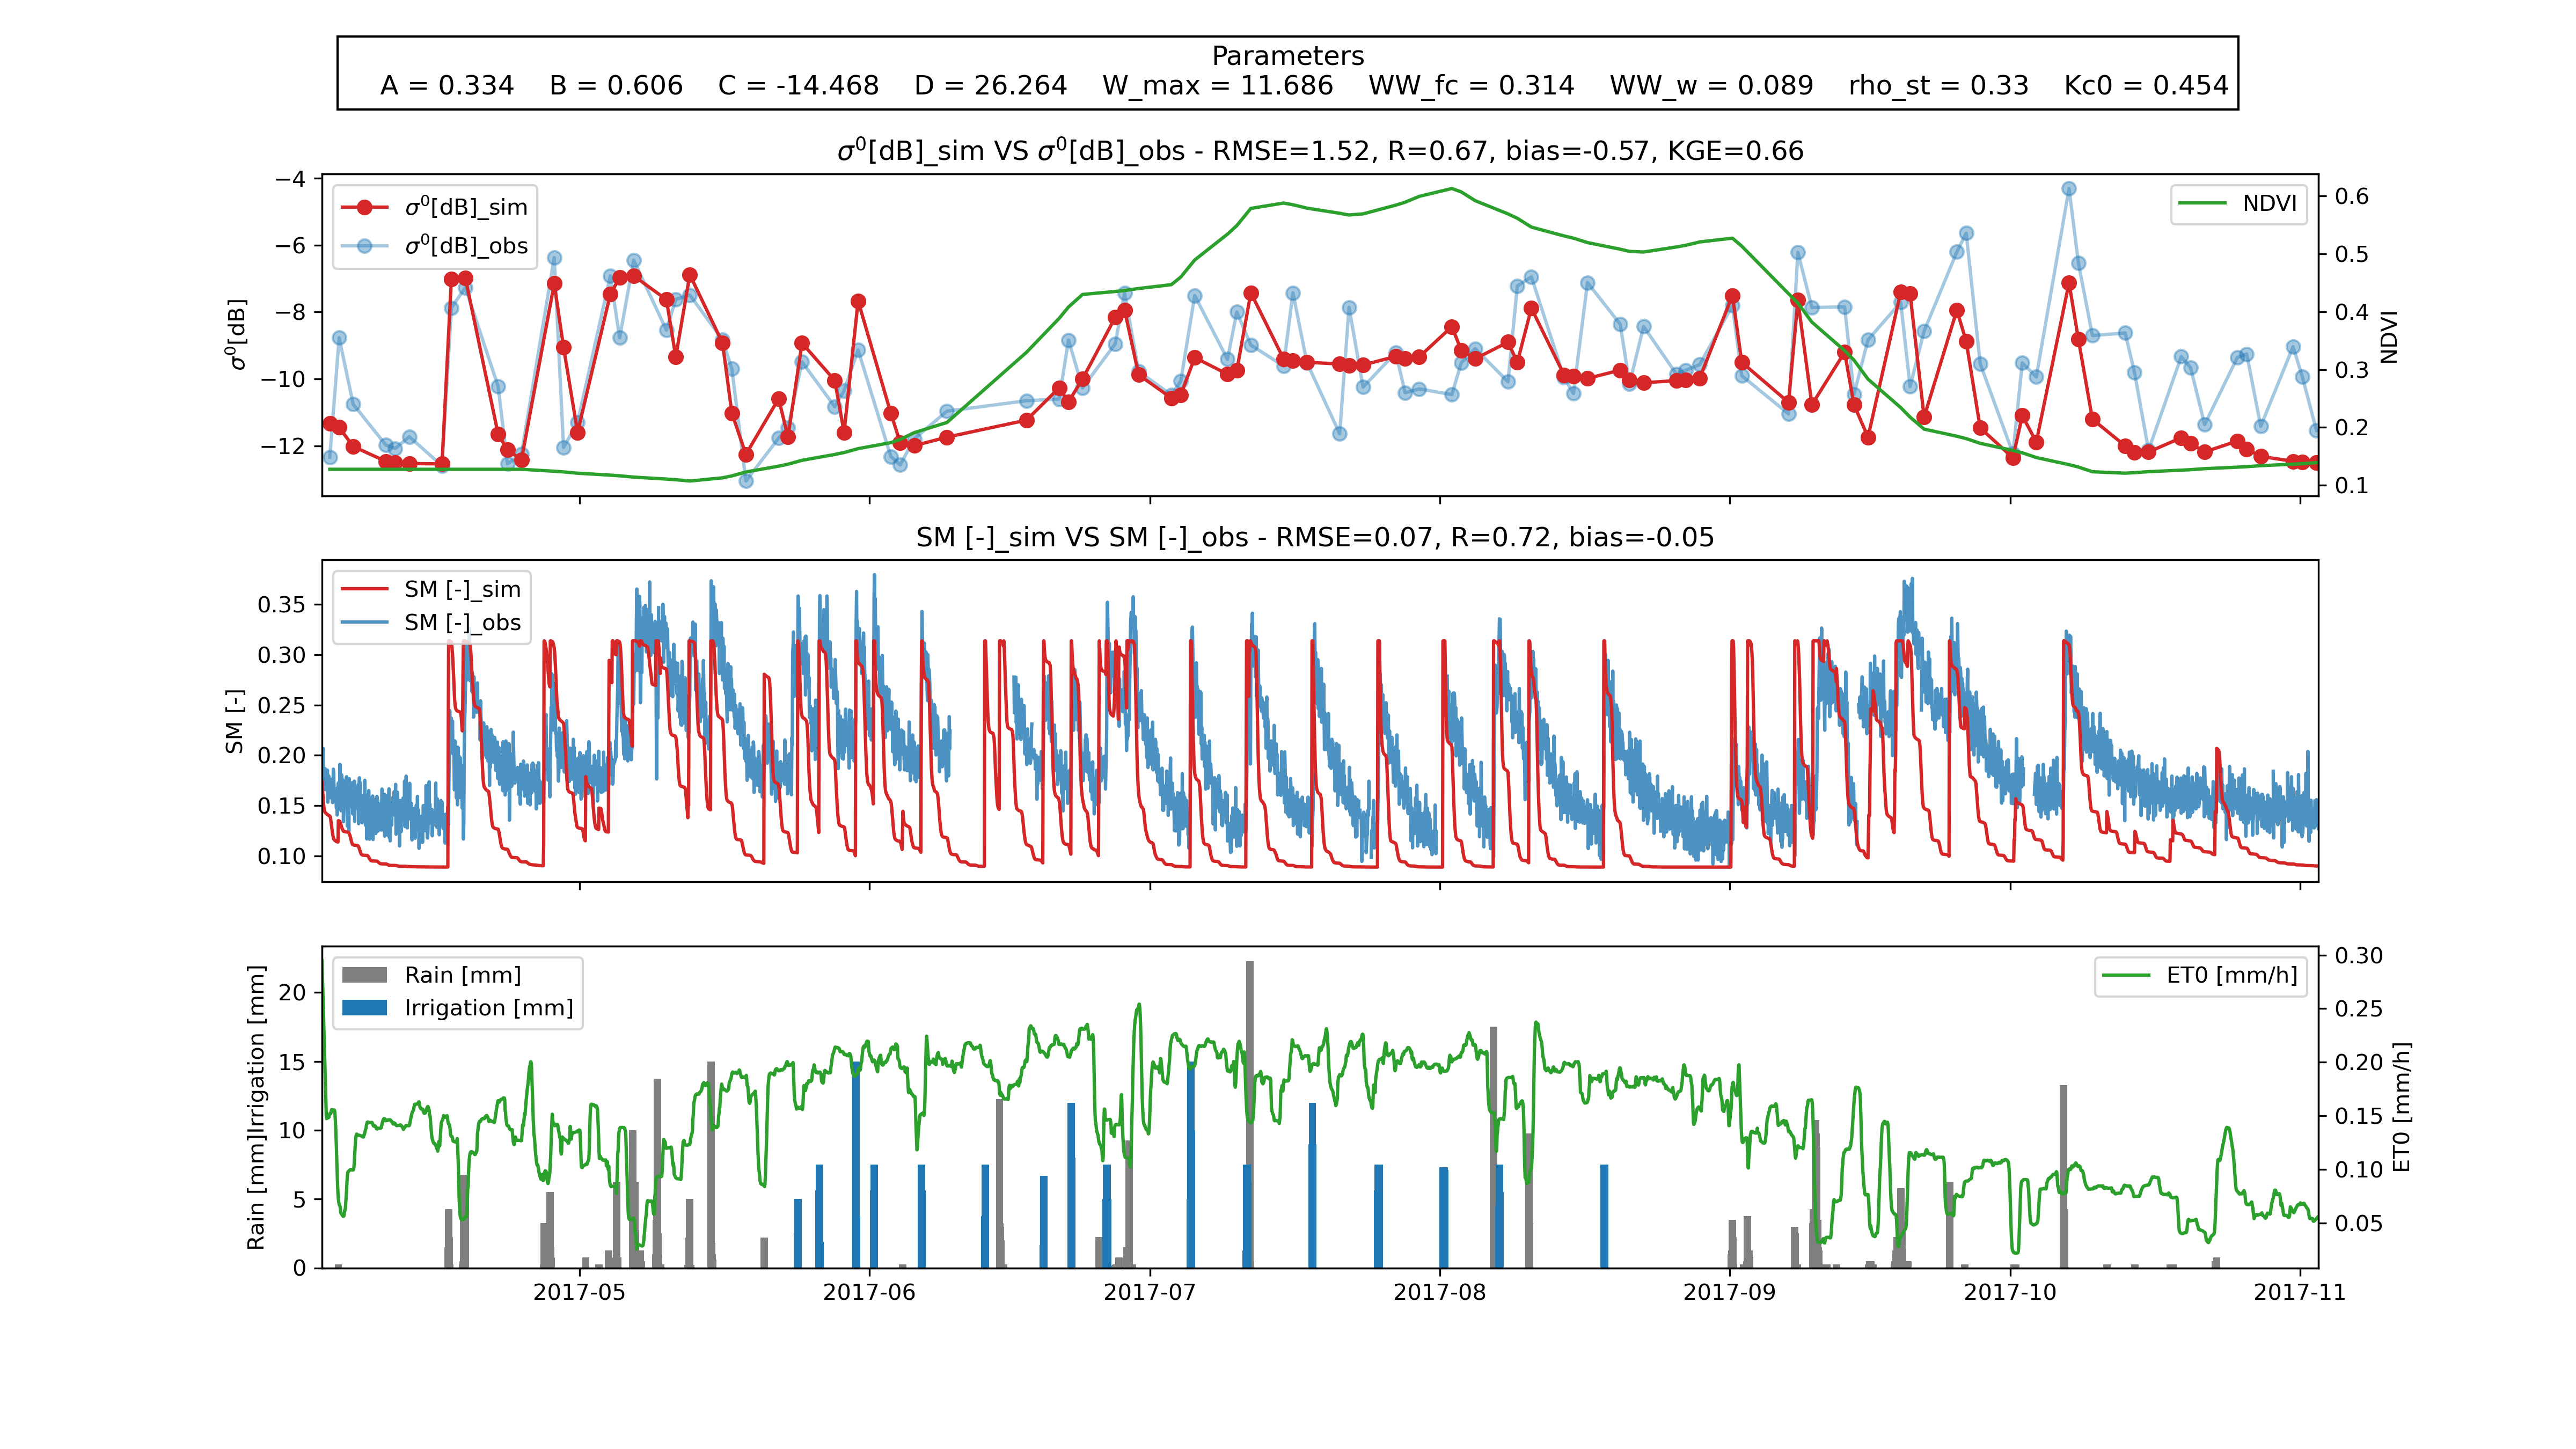 Parameters
A = 0.334 B = 0.606 C = -14.468 D = 26.264 W_max = 11.686 WW_fc = 0.314 WW_w = 0.089 rho_st = 0.33 Kc0 = 0.454
σ⁰[dB]_sim VS σ⁰[dB]_obs - RMSE=1.52, R=0.67, bias=-0.57, KGE=0.66
σ⁰[dB]_sim
σ⁰[dB]_obs
NDVI
−4
−6
−8
−10
−12
σ⁰[dB]
0.6
0.5
0.4
0.3
0.2
0.1
NDVI
SM [-]_sim VS SM [-]_obs - RMSE=0.07, R=0.72, bias=-0.05
SM [-]_sim
SM [-]_obs
0.35
0.30
0.25
0.20
0.15
0.10
SM [-]
Rain [mm]
Irrigation [mm]
ET0 [mm/h]
20
15
10
5
0
Rain [mm]Irrigation [mm]
0.30
0.25
0.20
0.15
0.10
0.05
ET0 [mm/h]
2017-05 2017-06 2017-07 2017-08 2017-09 2017-10 2017-11